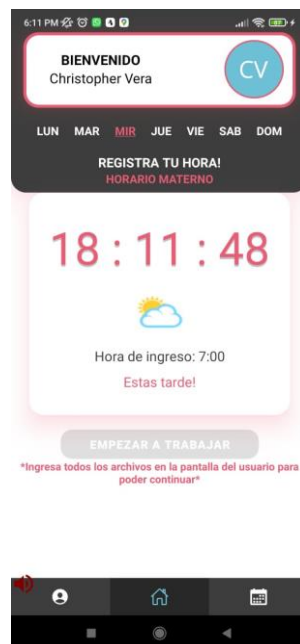 6:11 PM
BIENVENIDO
Christopher Vera
CV
LUN MAR MIR JUE VIE SAB DOM
REGISTRA TU HORA!
HORARIO MATERNO
18 : 11 : 48
Hora de ingreso: 7:00
Estas tarde!
EMPEZAR A TRABAJAR
*Ingresa todos los archivos en la pantalla del usuario para
poder continuar*